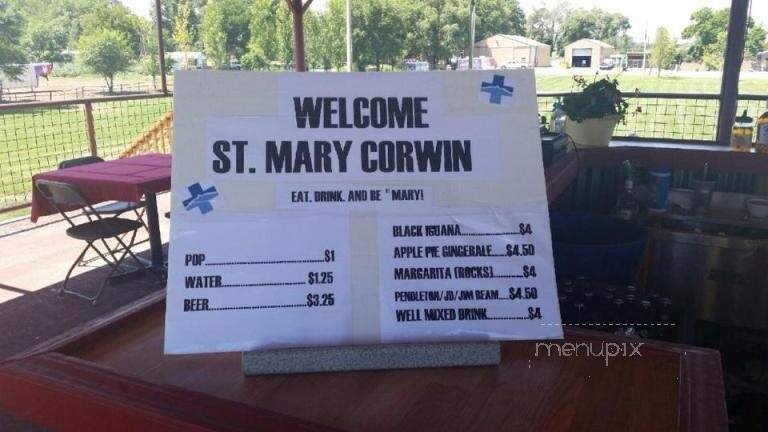 WELCOME
ST. MARY CORWIN
EAT, DRINK, AND BE "MARY!
POP..........................$1
WATER.................. $1.25
BEER.....................$3.25
BLACK IGUANA..............$4
APPLE PIE GINGERALE.....$4.50
MARGARITA (ROCKS).......$4
PENDLETON/JD/JIM BEAM....$4.50
WELL MIXED DRINK..........$4
menupix